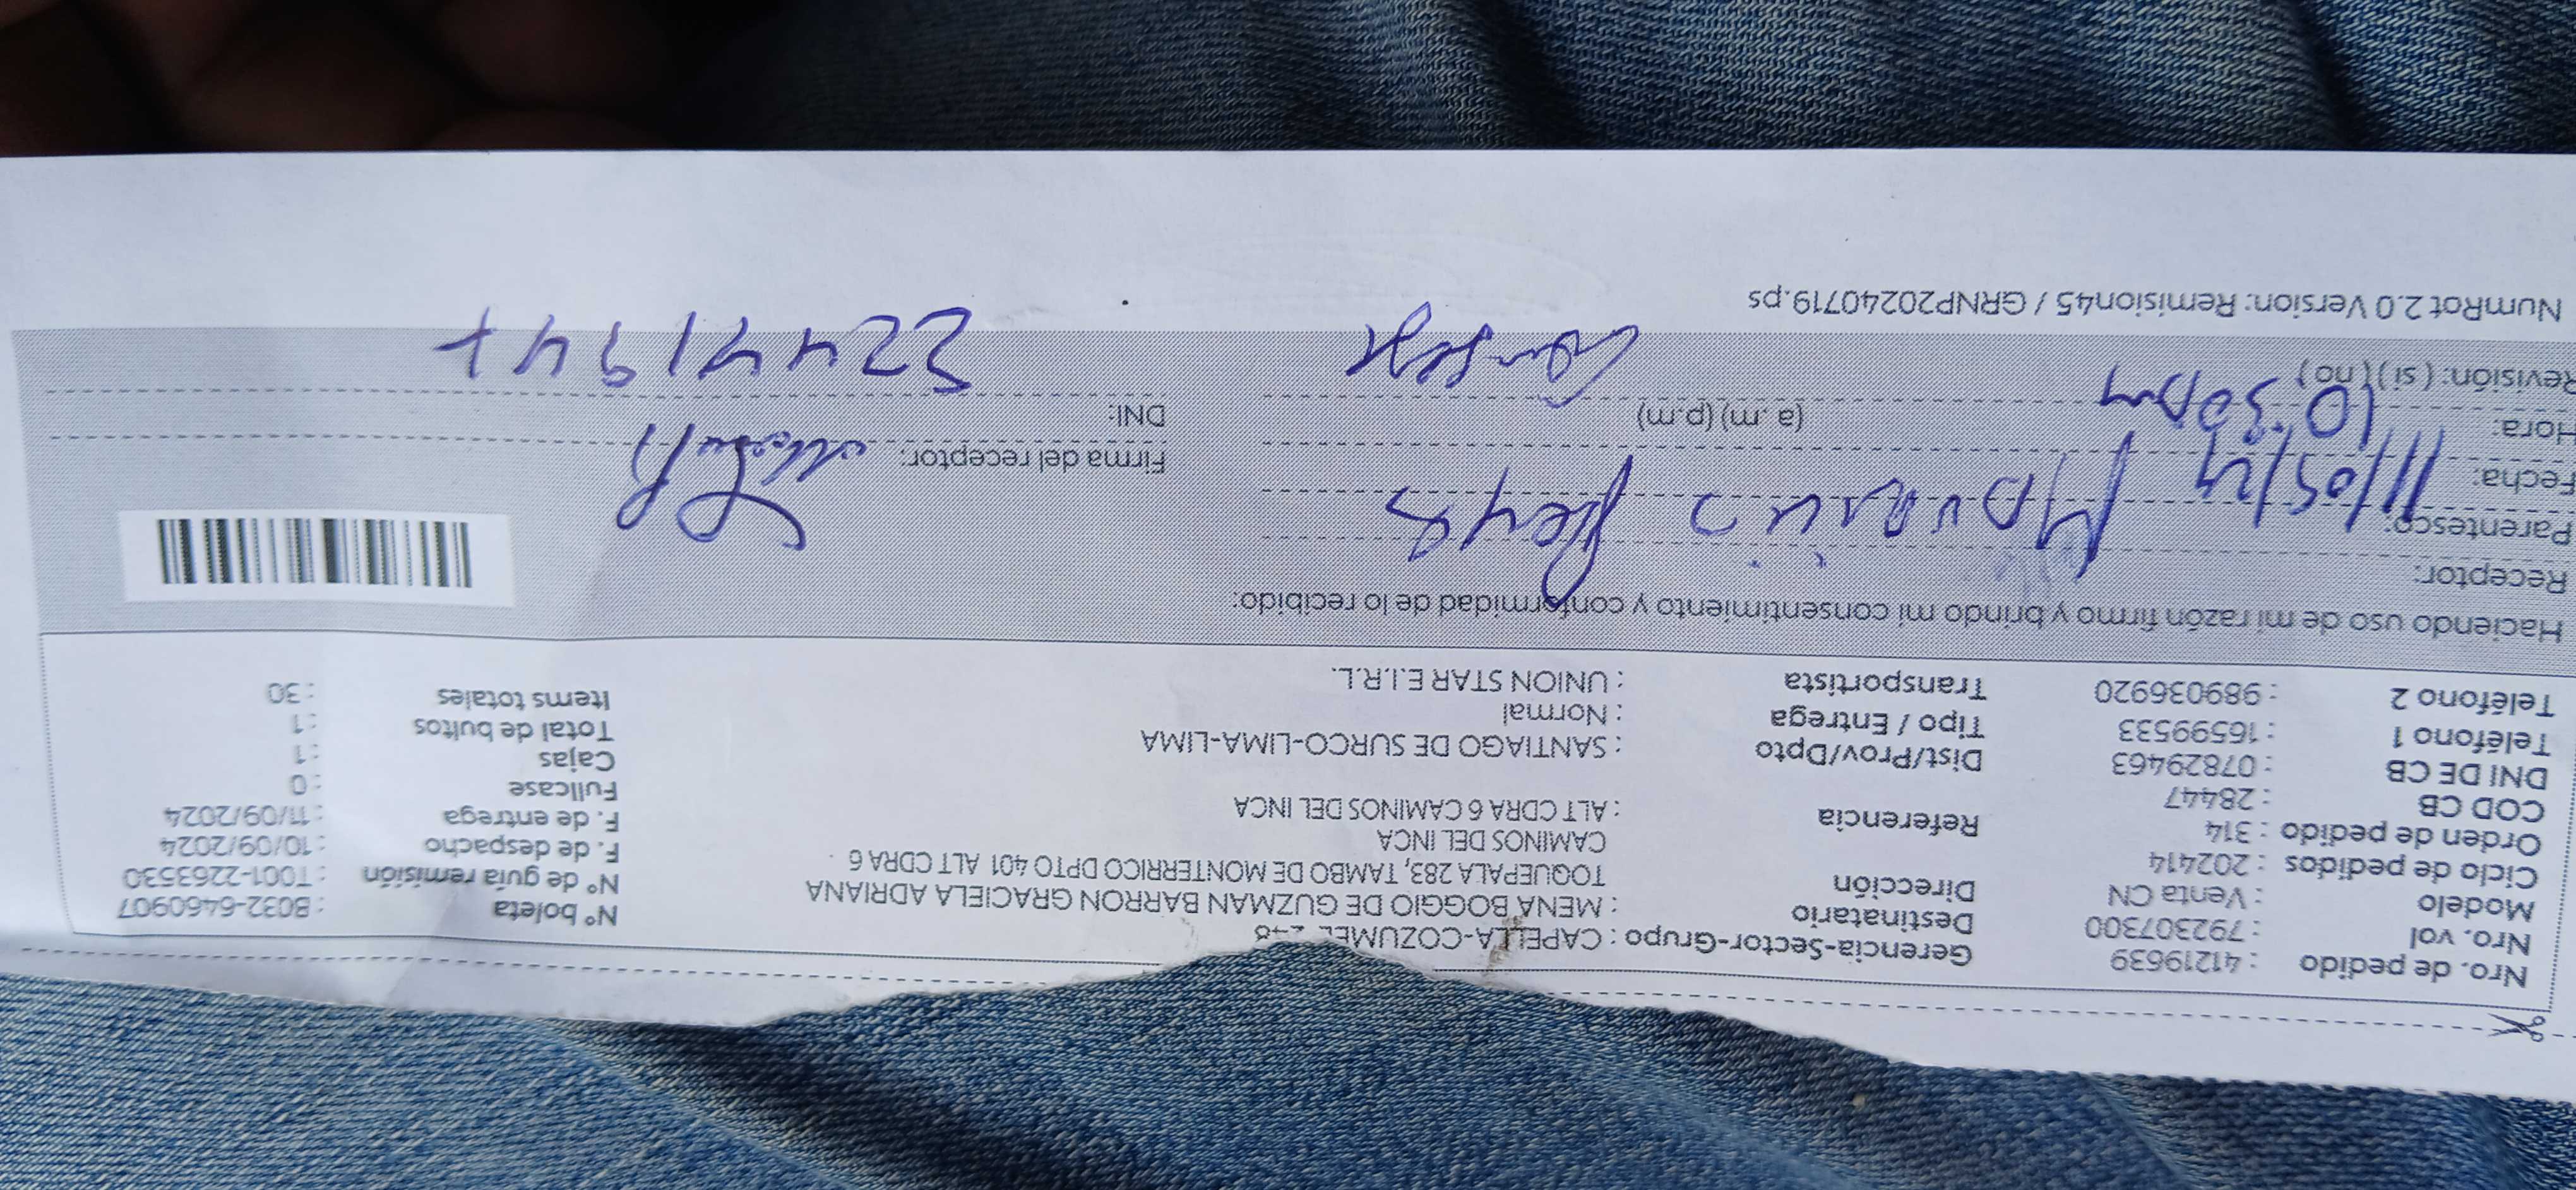 Nro. de pedido : 41219639 Gerencia-Sector-Grupo : CAPELLA-COZUMEL
Nº boleta : B032-6460907
Nro. vol : 792307300 Destinatario : MENA BOGGIO DE GUZMAN BARRON GRACIELA ADRIANA
Nº de guía remisión : T001-2263530
Modelo : Venta CN Dirección TOQUEPALA 283, TAMBO DE MONTERRICO DPTO 401 ALT CDRA 6
CAMINOS DEL INCA
F. de despacho : 10/09/2024
Ciclo de pedidos : 202414
Orden de pedido : 314 Referencia : ALT CDRA 6 CAMINOS DEL INCA
F. de entrega : 11/09/2024
COD CB : 28447
Fullcase : 0
DNI DE CB : 07829463 Dist/Prov/Dpto : SANTIAGO DE SURCO-LIMA-LIMA
Cajas : 1
Teléfono 1 : 16599533 Tipo / Entrega : Normal
Total de bultos : 1
Teléfono 2 : 989036920 Transportista : UNION STAR E.I.R.L.
Items totales : 30
Haciendo uso de mi razón firmo y brindo mi consentimiento y conformidad de lo recibido:
Receptor:
Parentesco:
Fecha: 11/09/24
Firma del receptor:
Hora: 10:30 (a. m) (p.m)
DNI:
Revisión: ( si ) ( no )
NumRot 2.0 Version: Remision45 / GRNP20240719.ps